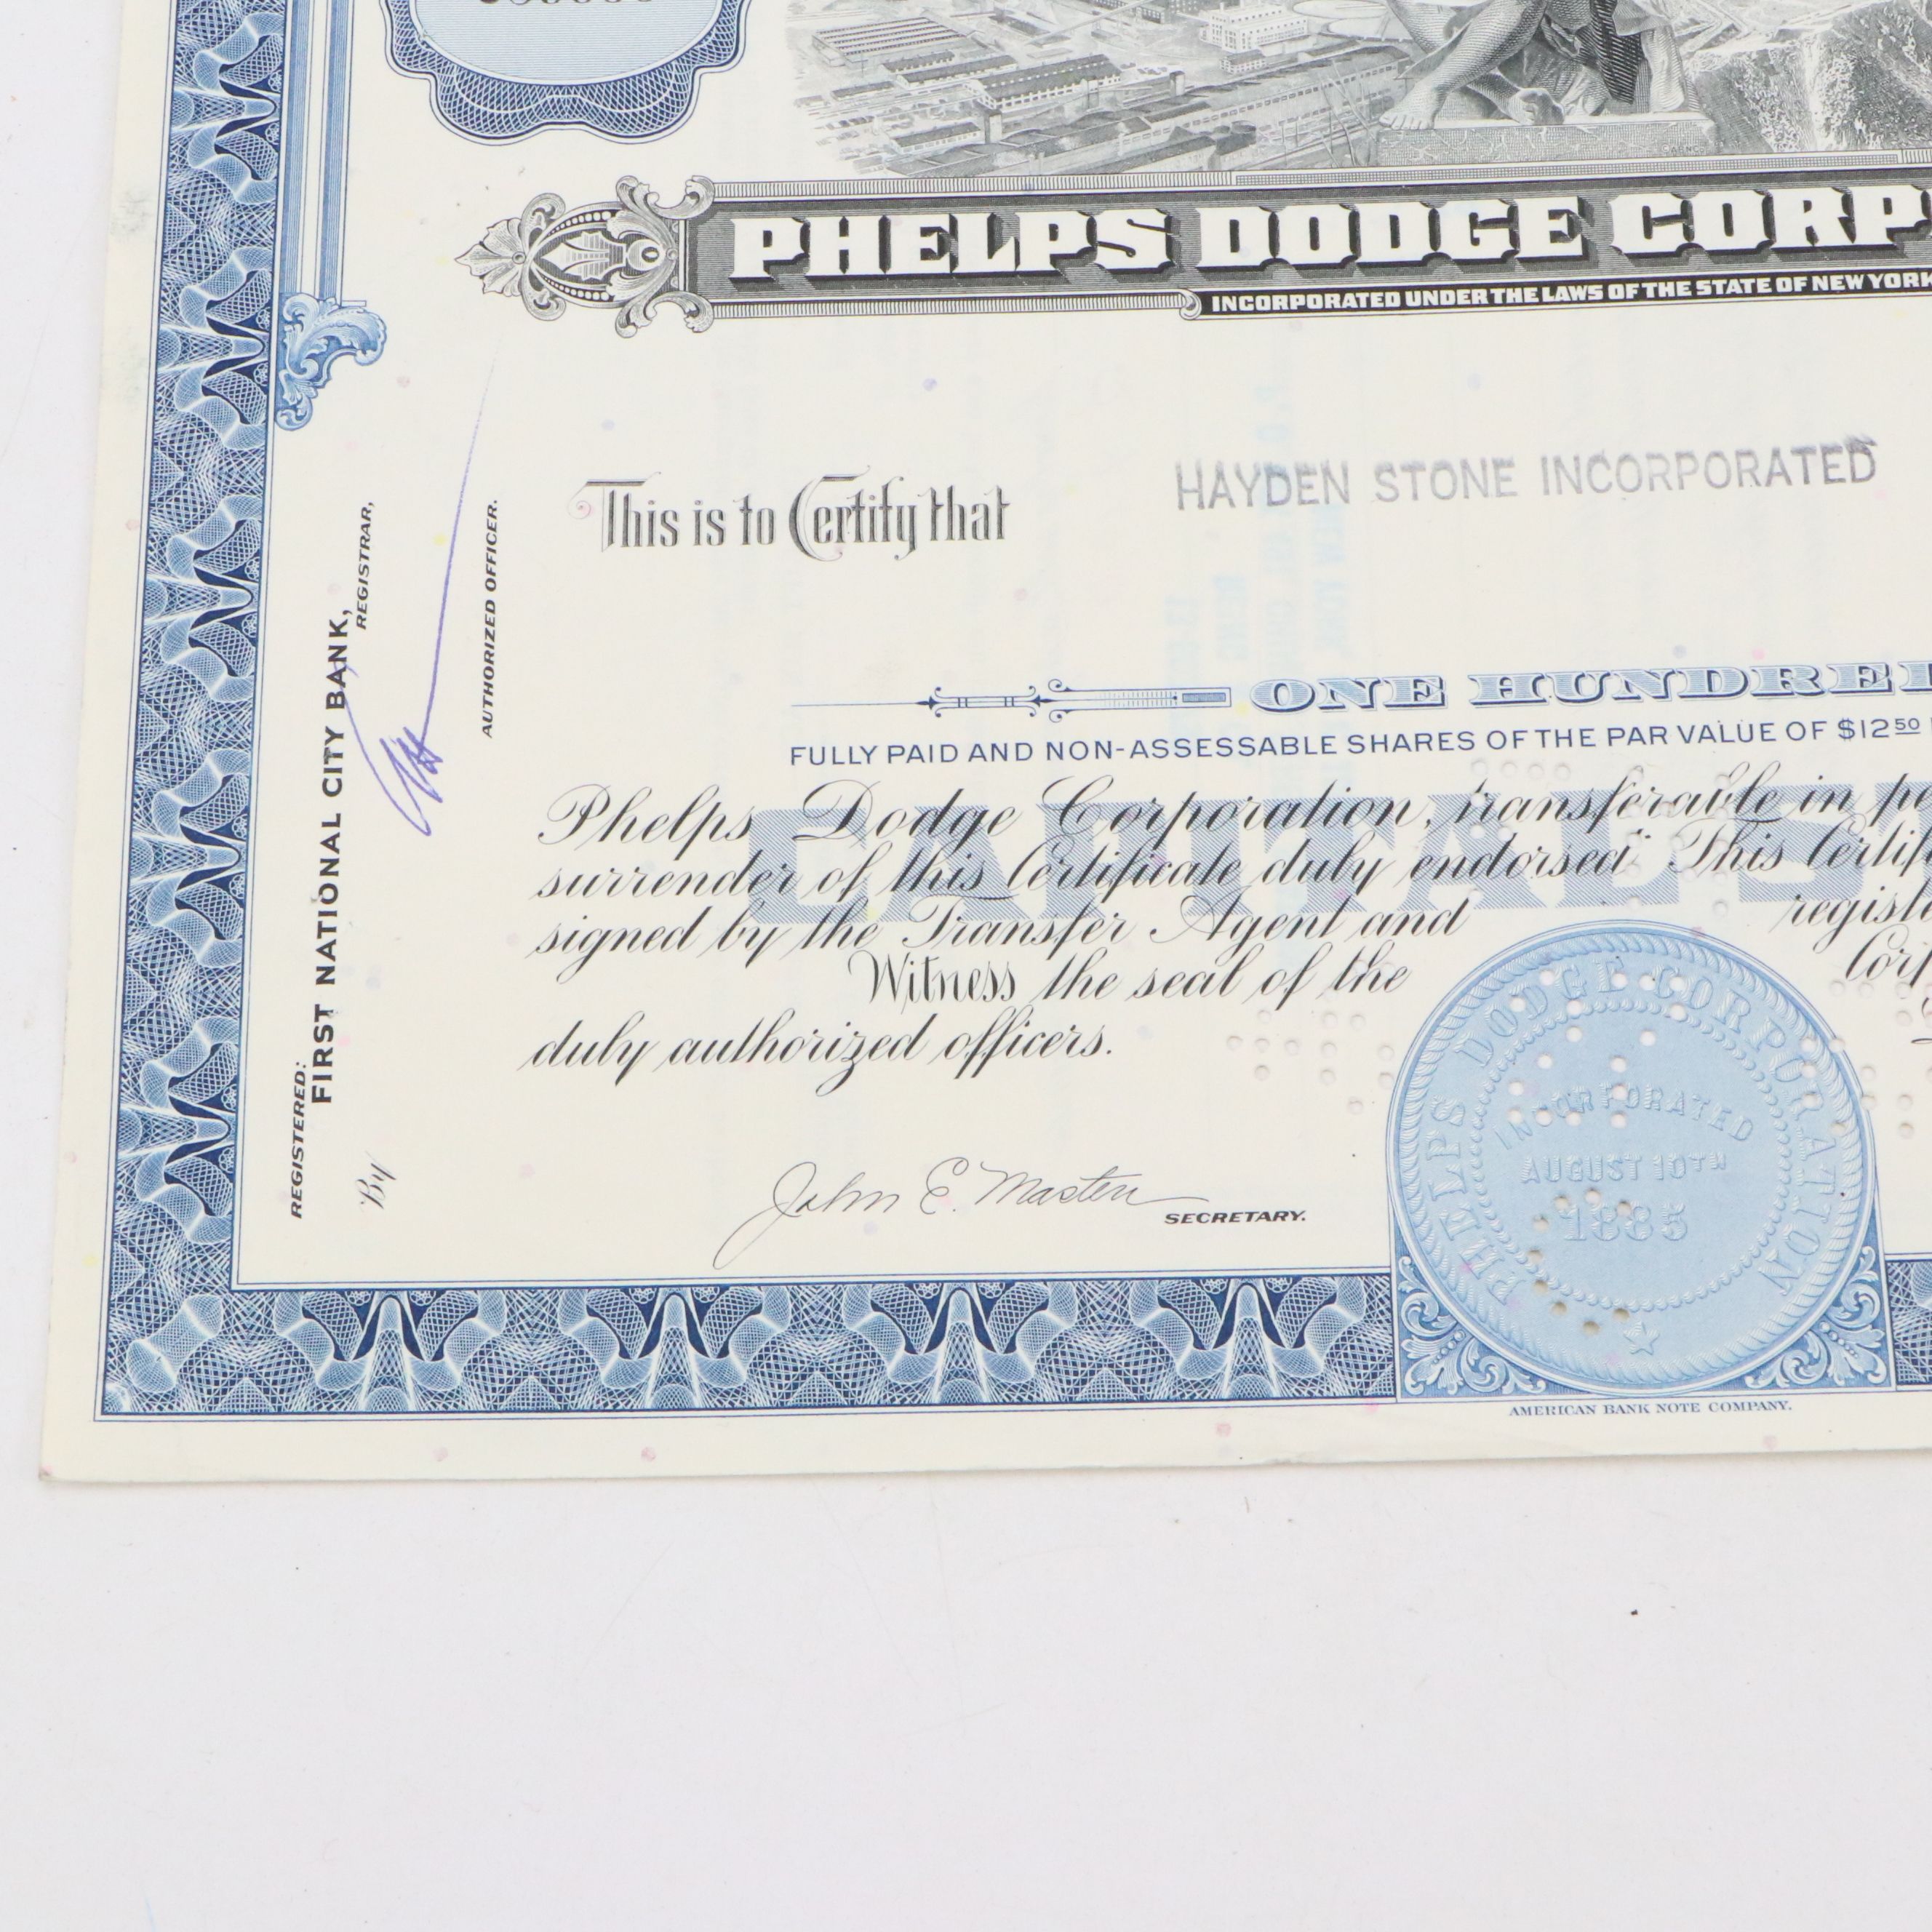 PHELPS DODGE CORP
INCORPORATED UNDER THE LAWS OF THE STATE OF NEW YORK
This is to Certify that
HAYDEN STONE INCORPORATED
ONE HUNDRED
FULLY PAID AND NON-ASSESSABLE SHARES OF THE PAR VALUE OF $12 50
CAPITAL S
Phelps Dodge Corporation, transferable in
surrender of this Certificate duly endorsed. This Certif
signed by the Transfer Agent and regist
Witness the seal of the Corp
duly authorized officers.
John E. Masten
SECRETARY.
PHELPS DODGE CORPORATION
INCORPORATED
AUGUST 10TH
1885
AMERICAN BANK NOTE COMPANY.
REGISTERED:
FIRST NATIONAL CITY BANK,
REGISTRAR,
By
AUTHORIZED OFFICER.